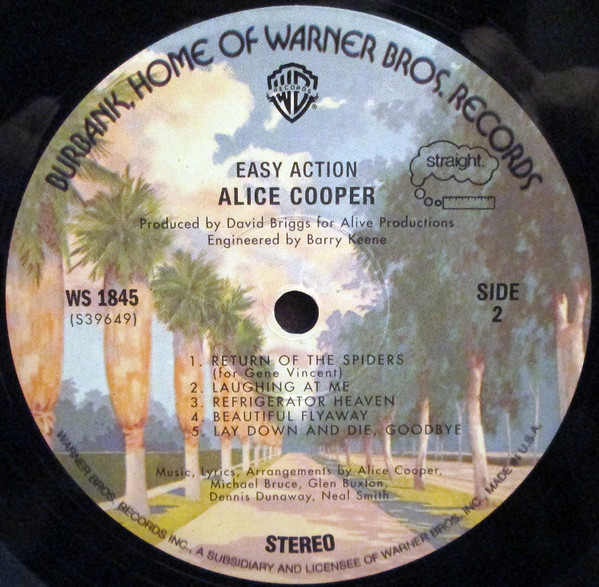 BURBANK, HOME OF WARNER BROS. RECORDS
RECORDS
WB
®
EASY ACTION
ALICE COOPER
straight.
Produced by David Briggs for Alive Productions
Engineered by Barry Keene
WS 1845
(S39649)
SIDE
2
1. RETURN OF THE SPIDERS
(for Gene Vincent)
2. LAUGHING AT ME
3. REFRIGERATOR HEAVEN
4. BEAUTIFUL FLYAWAY
5. LAY DOWN AND DIE, GOODBYE
Music, Lyrics, Arrangements by Alice Cooper,
Michael Bruce, Glen Buxton,
Dennis Dunaway, Neal Smith
STEREO
WARNER BROS. RECORDS INC., A SUBSIDIARY AND LICENSEE OF WARNER BROS., INC. MADE IN U.S.A.